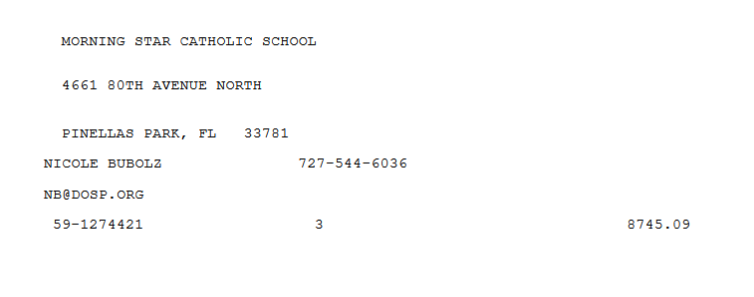 MORNING STAR CATHOLIC SCHOOL
4661 80TH AVENUE NORTH
PINELLAS PARK, FL 33781
NICOLE BUBOLZ 727-544-6036
NB@DOSP.ORG
59-1274421 3 8745.09